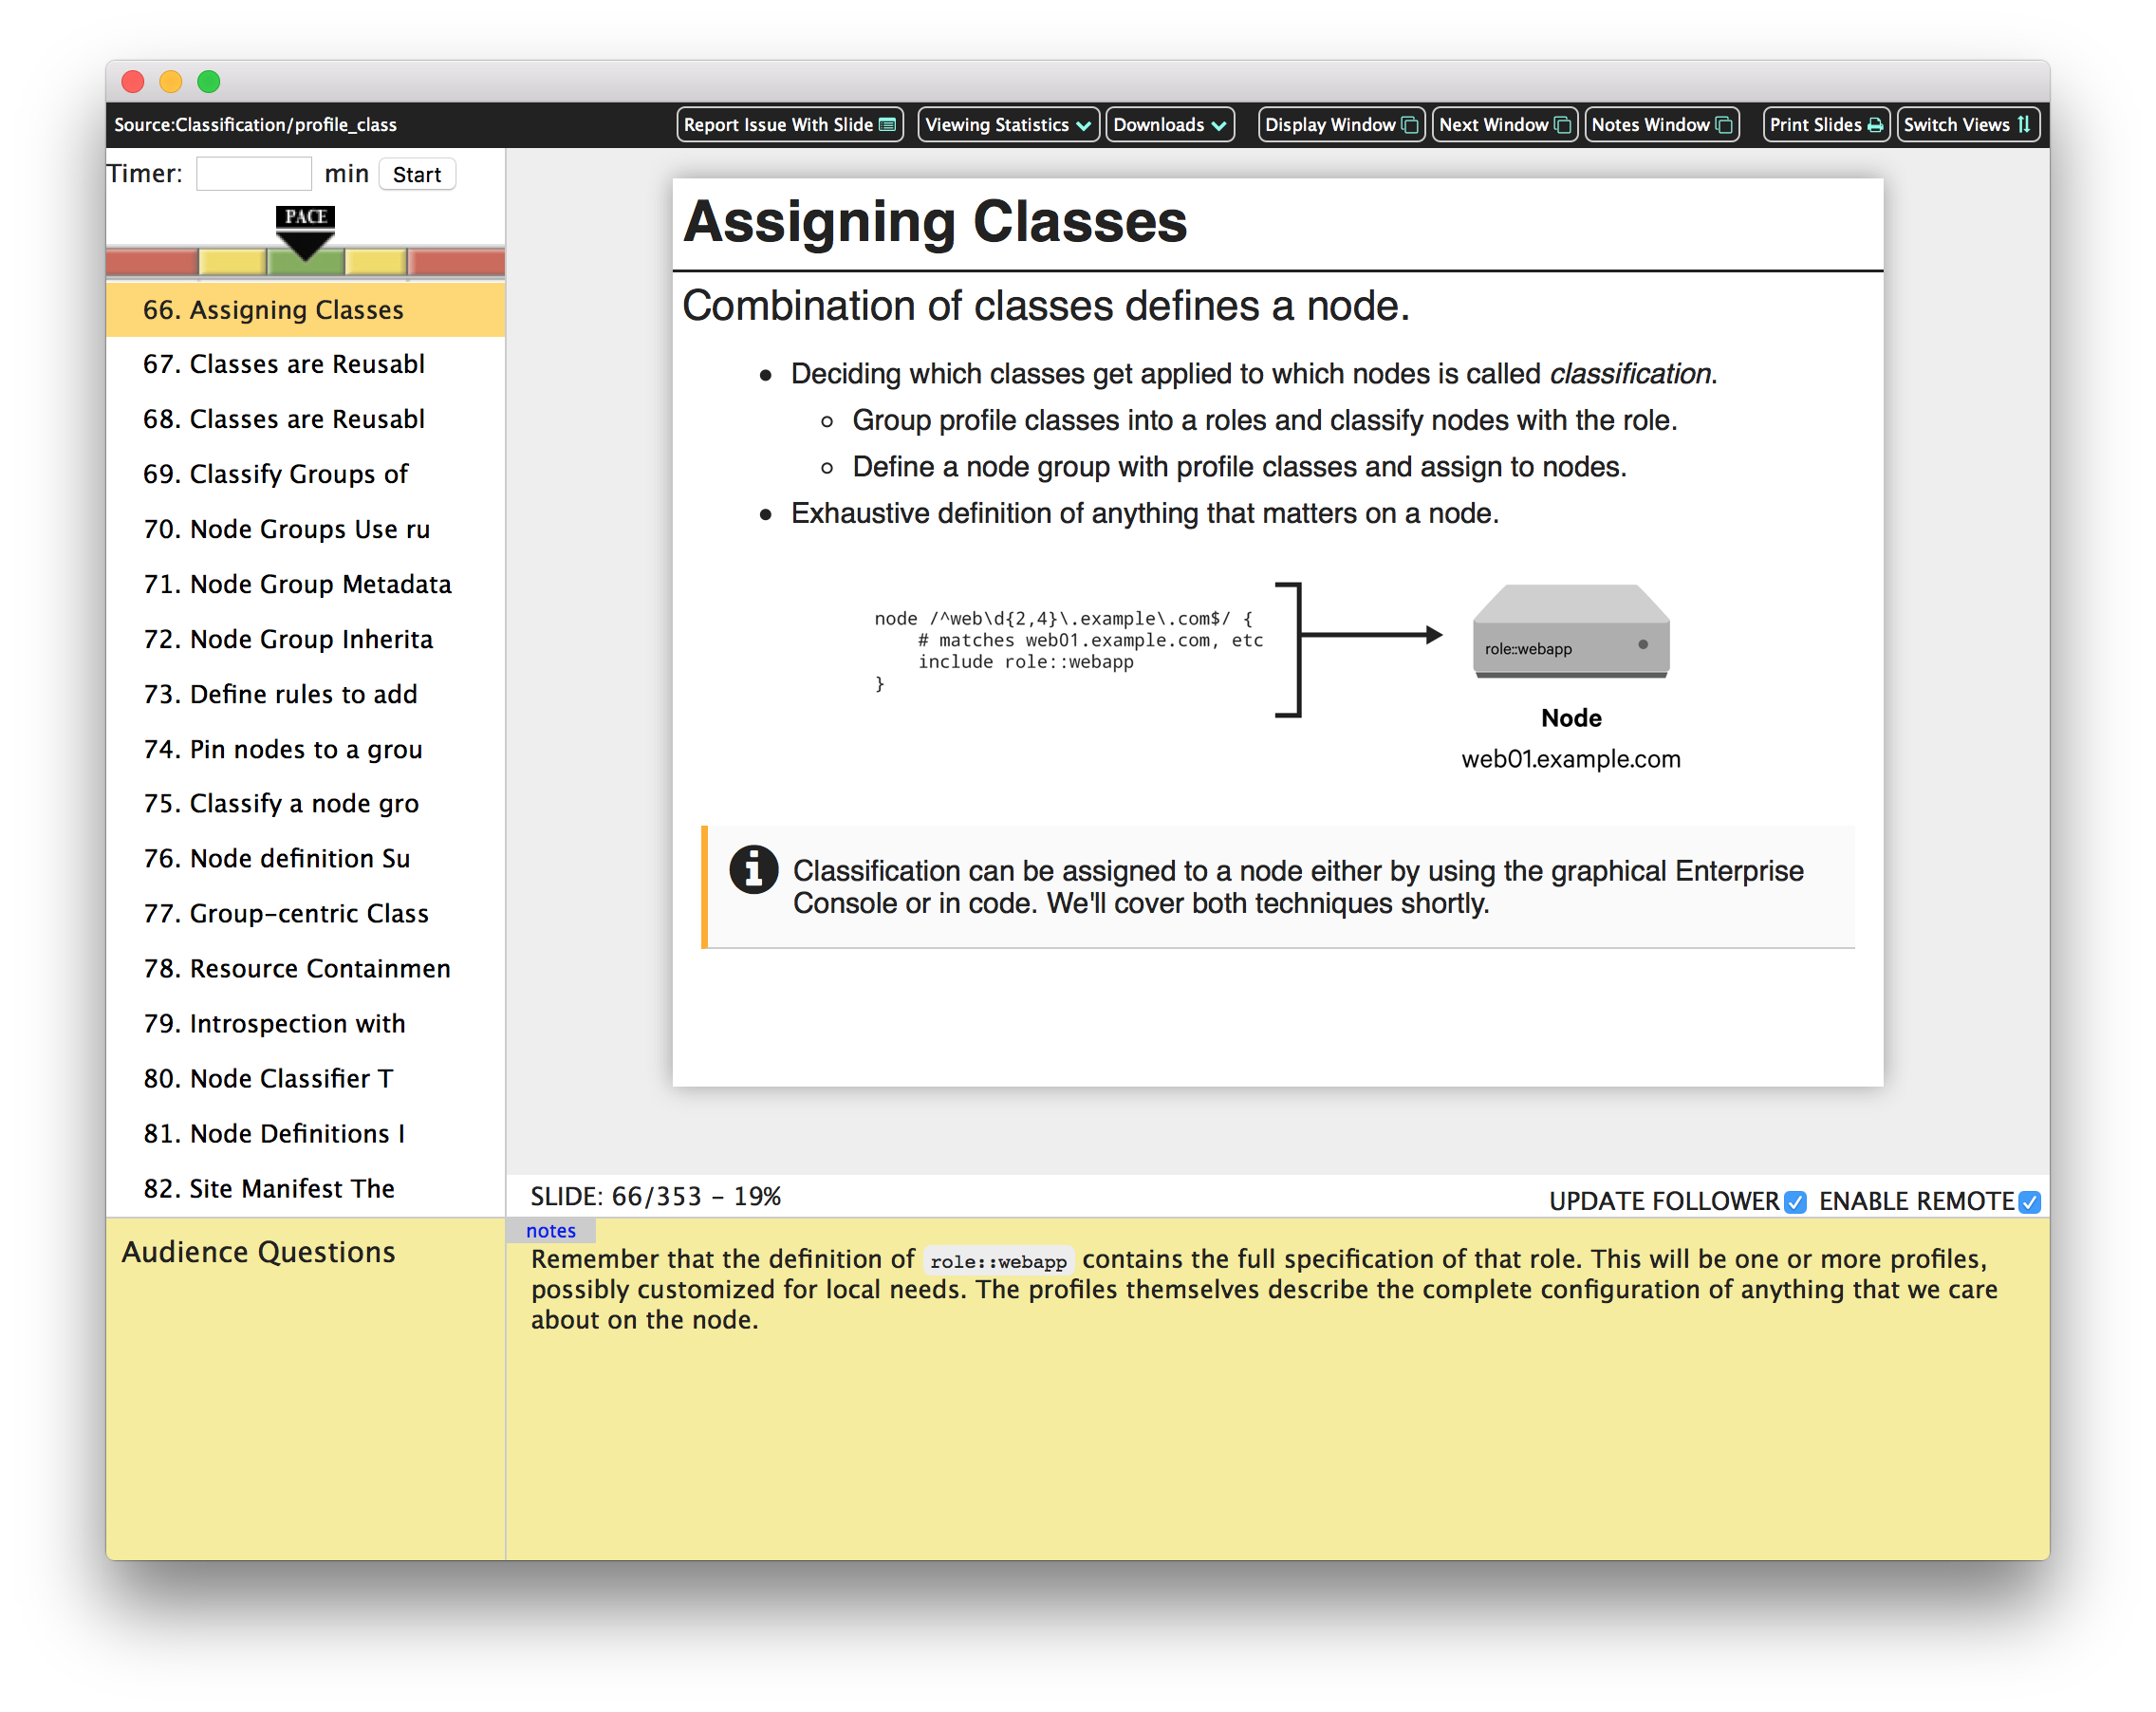 Source:Classification/profile_class
Report Issue With Slide
Viewing Statistics
Downloads
Display Window
Next Window
Notes Window
Print Slides
Switch Views
Timer: min Start
PACE
66. Assigning Classes
67. Classes are Reusabl
68. Classes are Reusabl
69. Classify Groups of
70. Node Groups Use ru
71. Node Group Metadata
72. Node Group Inherita
73. Define rules to add
74. Pin nodes to a grou
75. Classify a node gro
76. Node definition Su
77. Group-centric Class
78. Resource Containmen
79. Introspection with
80. Node Classifier T
81. Node Definitions I
82. Site Manifest The
Assigning Classes
Combination of classes defines a node.
• Deciding which classes get applied to which nodes is called classification.
◦ Group profile classes into a roles and classify nodes with the role.
◦ Define a node group with profile classes and assign to nodes.
• Exhaustive definition of anything that matters on a node.
node /^web\d{2,4}\.example\.com$/ {
# matches web01.example.com, etc
include role::webapp
}
role::webapp
Node
web01.example.com
Classification can be assigned to a node either by using the graphical Enterprise
Console or in code. We'll cover both techniques shortly.
SLIDE: 66/353 - 19%
UPDATE FOLLOWER ENABLE REMOTE
Audience Questions
notes
Remember that the definition of role::webapp contains the full specification of that role. This will be one or more profiles,
possibly customized for local needs. The profiles themselves describe the complete configuration of anything that we care
about on the node.